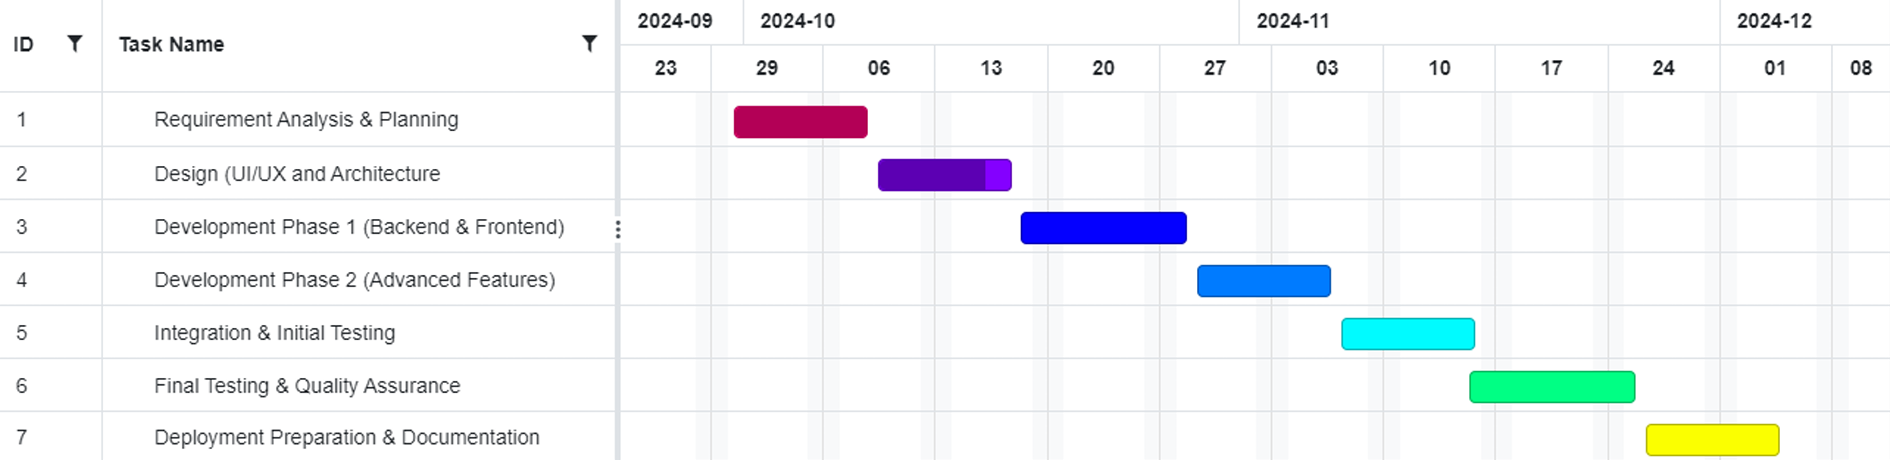 2024-09 2024-10 2024-11 2024-12
ID Task Name
23 29 06 13 20 27 03 10 17 24 01 08
1 Requirement Analysis & Planning
2 Design (UI/UX and Architecture
3 Development Phase 1 (Backend & Frontend)
4 Development Phase 2 (Advanced Features)
5 Integration & Initial Testing
6 Final Testing & Quality Assurance
7 Deployment Preparation & Documentation